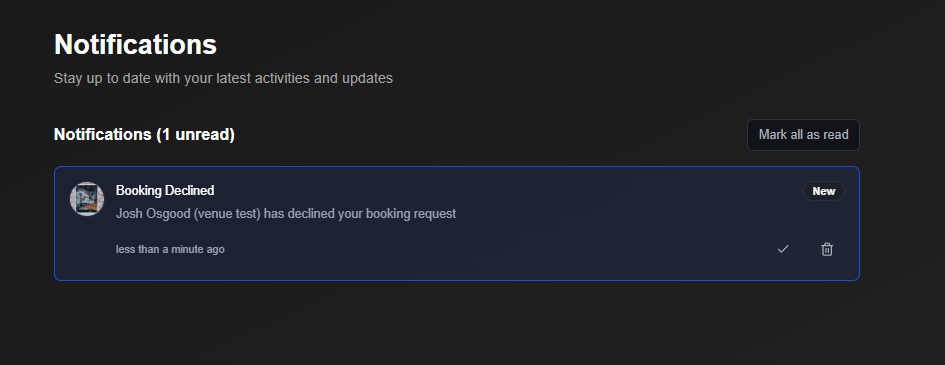 Notifications
Stay up to date with your latest activities and updates
Notifications (1 unread)
Mark all as read
Booking Declined
New
Josh Osgood (venue test) has declined your booking request
less than a minute ago